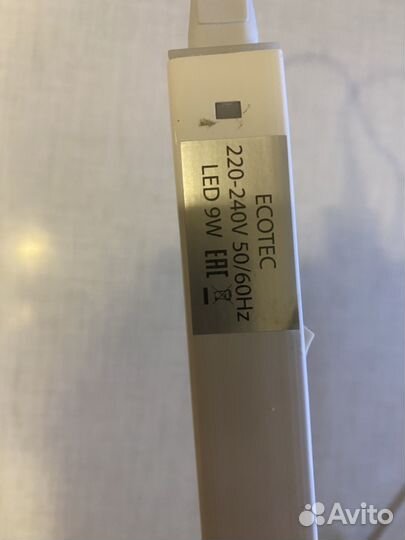 ECOTEC
220-240V 50/60Hz
LED 9W EAC
Avito